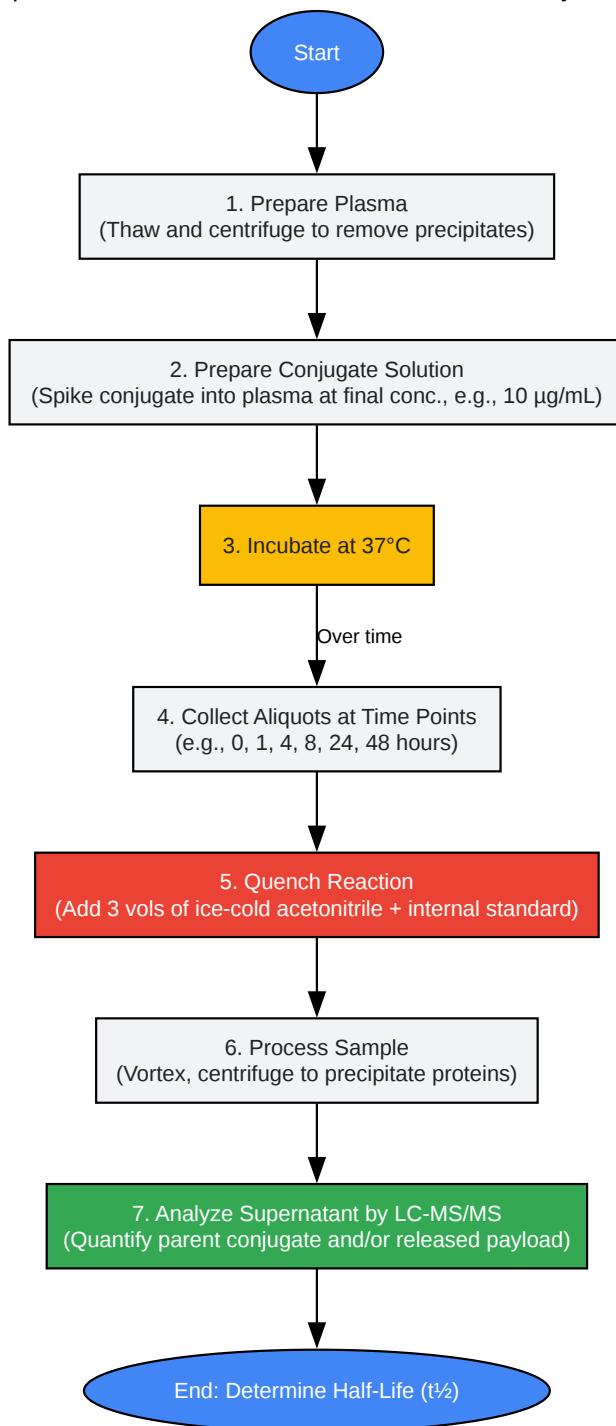 Start
1. Prepare Plasma
(Thaw and centrifuge to remove precipitates)
2. Prepare Conjugate Solution
(Spike conjugate into plasma at final conc., e.g., 10 µg/mL)
3. Incubate at 37°C
Over time
4. Collect Aliquots at Time Points
(e.g., 0, 1, 4, 8, 24, 48 hours)
5. Quench Reaction
(Add 3 vols of ice-cold acetonitrile + internal standard)
6. Process Sample
(Vortex, centrifuge to precipitate proteins)
7. Analyze Supernatant by LC-MS/MS
(Quantify parent conjugate and/or released payload)
End: Determine Half-Life (t½)